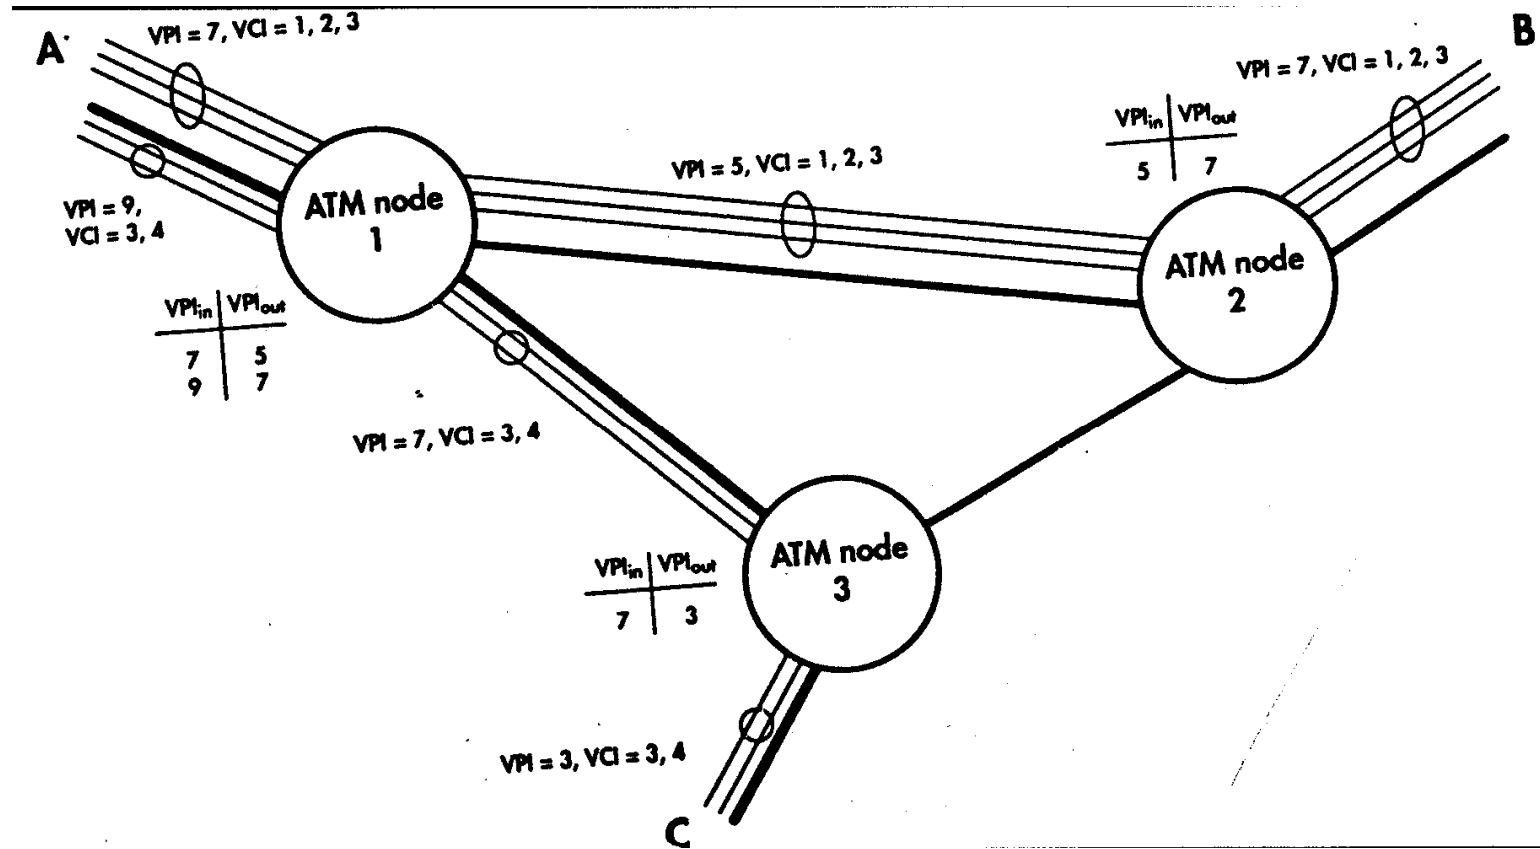 A
VPI = 7, VCI = 1, 2, 3
B
VPI = 7, VCI = 1, 2, 3
VPIin VPIout
5 7
VPI = 5, VCI = 1, 2, 3
VPI = 9,
VCI = 3, 4
ATM node
1
ATM node
2
VPIin VPIout
7 5
9 7
VPI = 7, VCI = 3, 4
ATM node
3
VPIin VPIout
7 3
VPI = 3, VCI = 3, 4
C